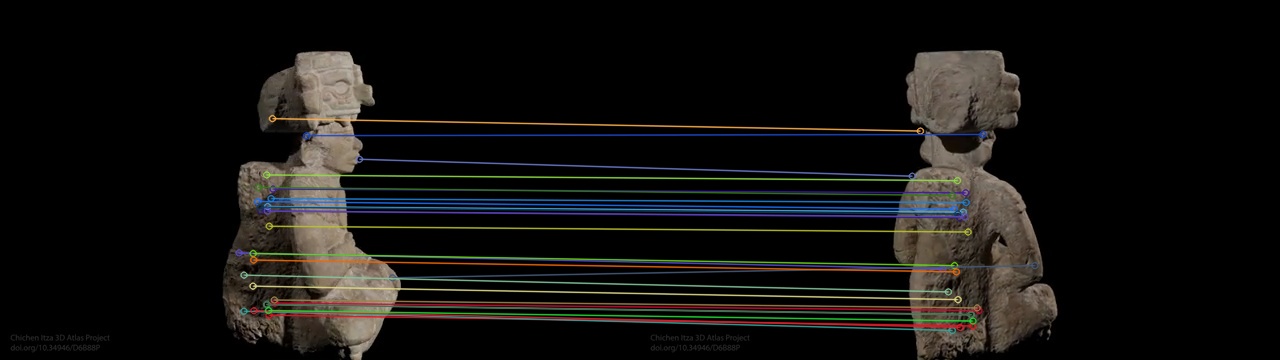 Chichen Itza 3D Atlas Project
doi.org/10.34946/D6B88P
Chichen Itza 3D Atlas Project
doi.org/10.34946/D6B88P